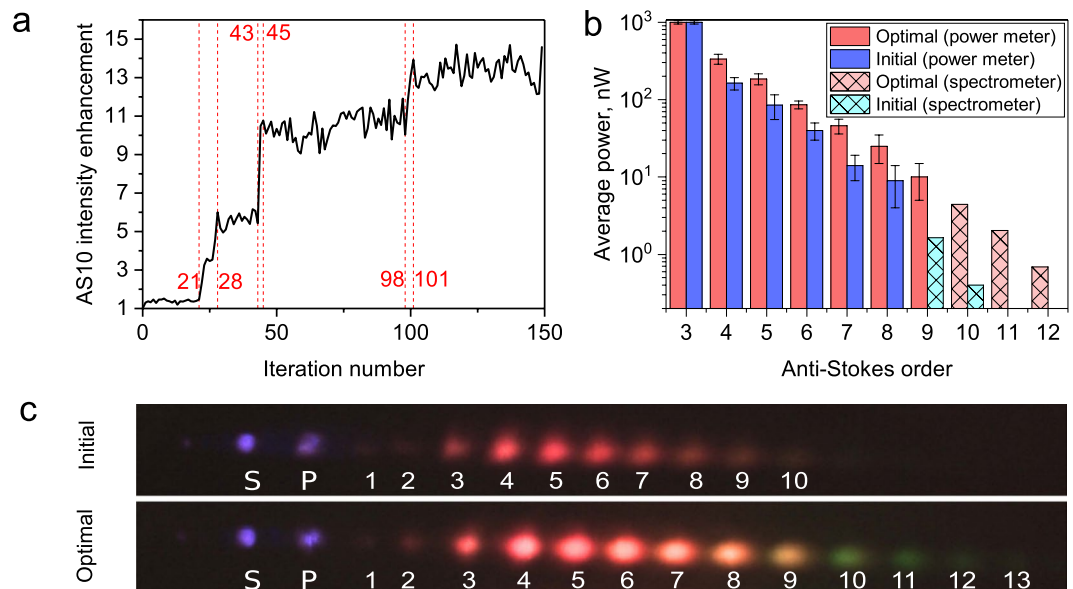 a
AS10 intensity enhancement
15
13
11
9
7
5
3
1
43
45
21
28
98
101
0
50
100
150
Iteration number
b
Average power, nW
10³
10²
10¹
10⁰
Optimal (power meter)
Initial (power meter)
Optimal (spectrometer)
Initial (spectrometer)
3 4 5 6 7 8 9 10 11 12
Anti-Stokes order
c
Initial
S P 1 2 3 4 5 6 7 8 9 10
Optimal
S P 1 2 3 4 5 6 7 8 9 10 11 12 13